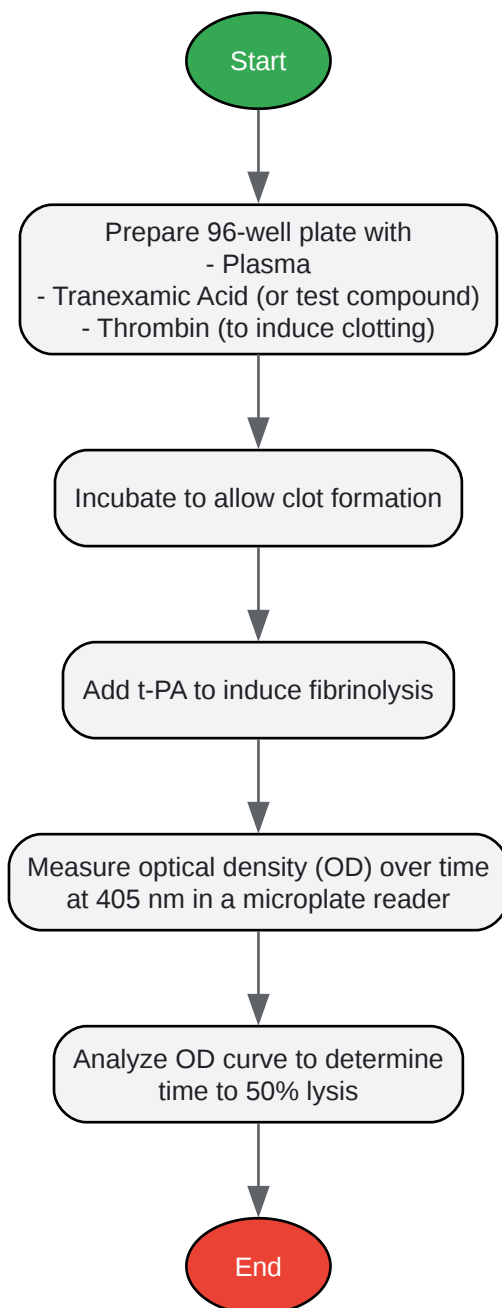 Start
Prepare 96-well plate with
- Plasma
- Tranexamic Acid (or test compound)
- Thrombin (to induce clotting)
Incubate to allow clot formation
Add t-PA to induce fibrinolysis
Measure optical density (OD) over time
at 405 nm in a microplate reader
Analyze OD curve to determine
time to 50% lysis
End